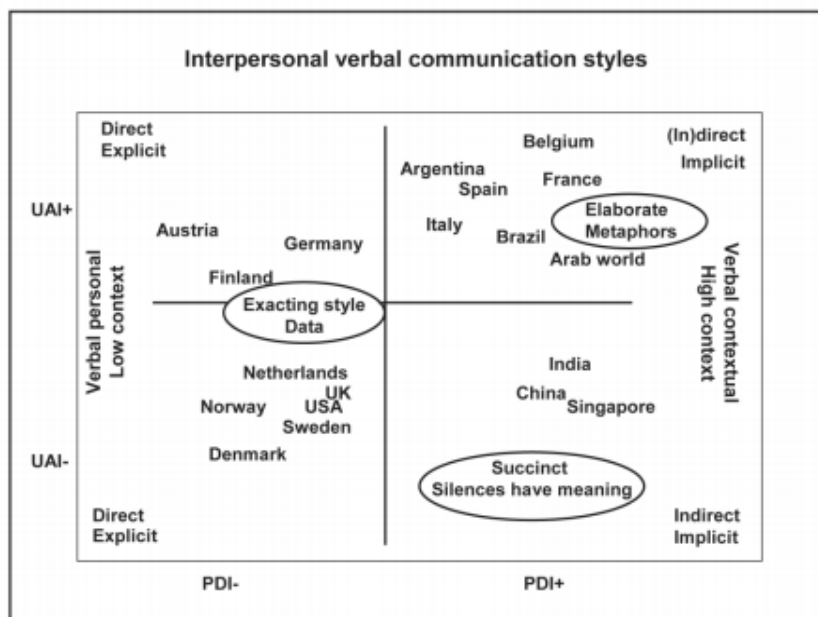 Interpersonal verbal communication styles
Direct
Explicit
Belgium
(In)direct
Implicit
Argentina
Spain
France
UAI+
Elaborate
Metaphors
Austria
Italy
Brazil
Germany
Arab world
Finland
Exacting style
Data
Verbal personal
Low context
Verbal contextual
High context
Netherlands
UK
Norway
USA
Sweden
Denmark
India
China
Singapore
UAI-
Succinct
Silences have meaning
Direct
Explicit
Indirect
Implicit
PDI-
PDI+